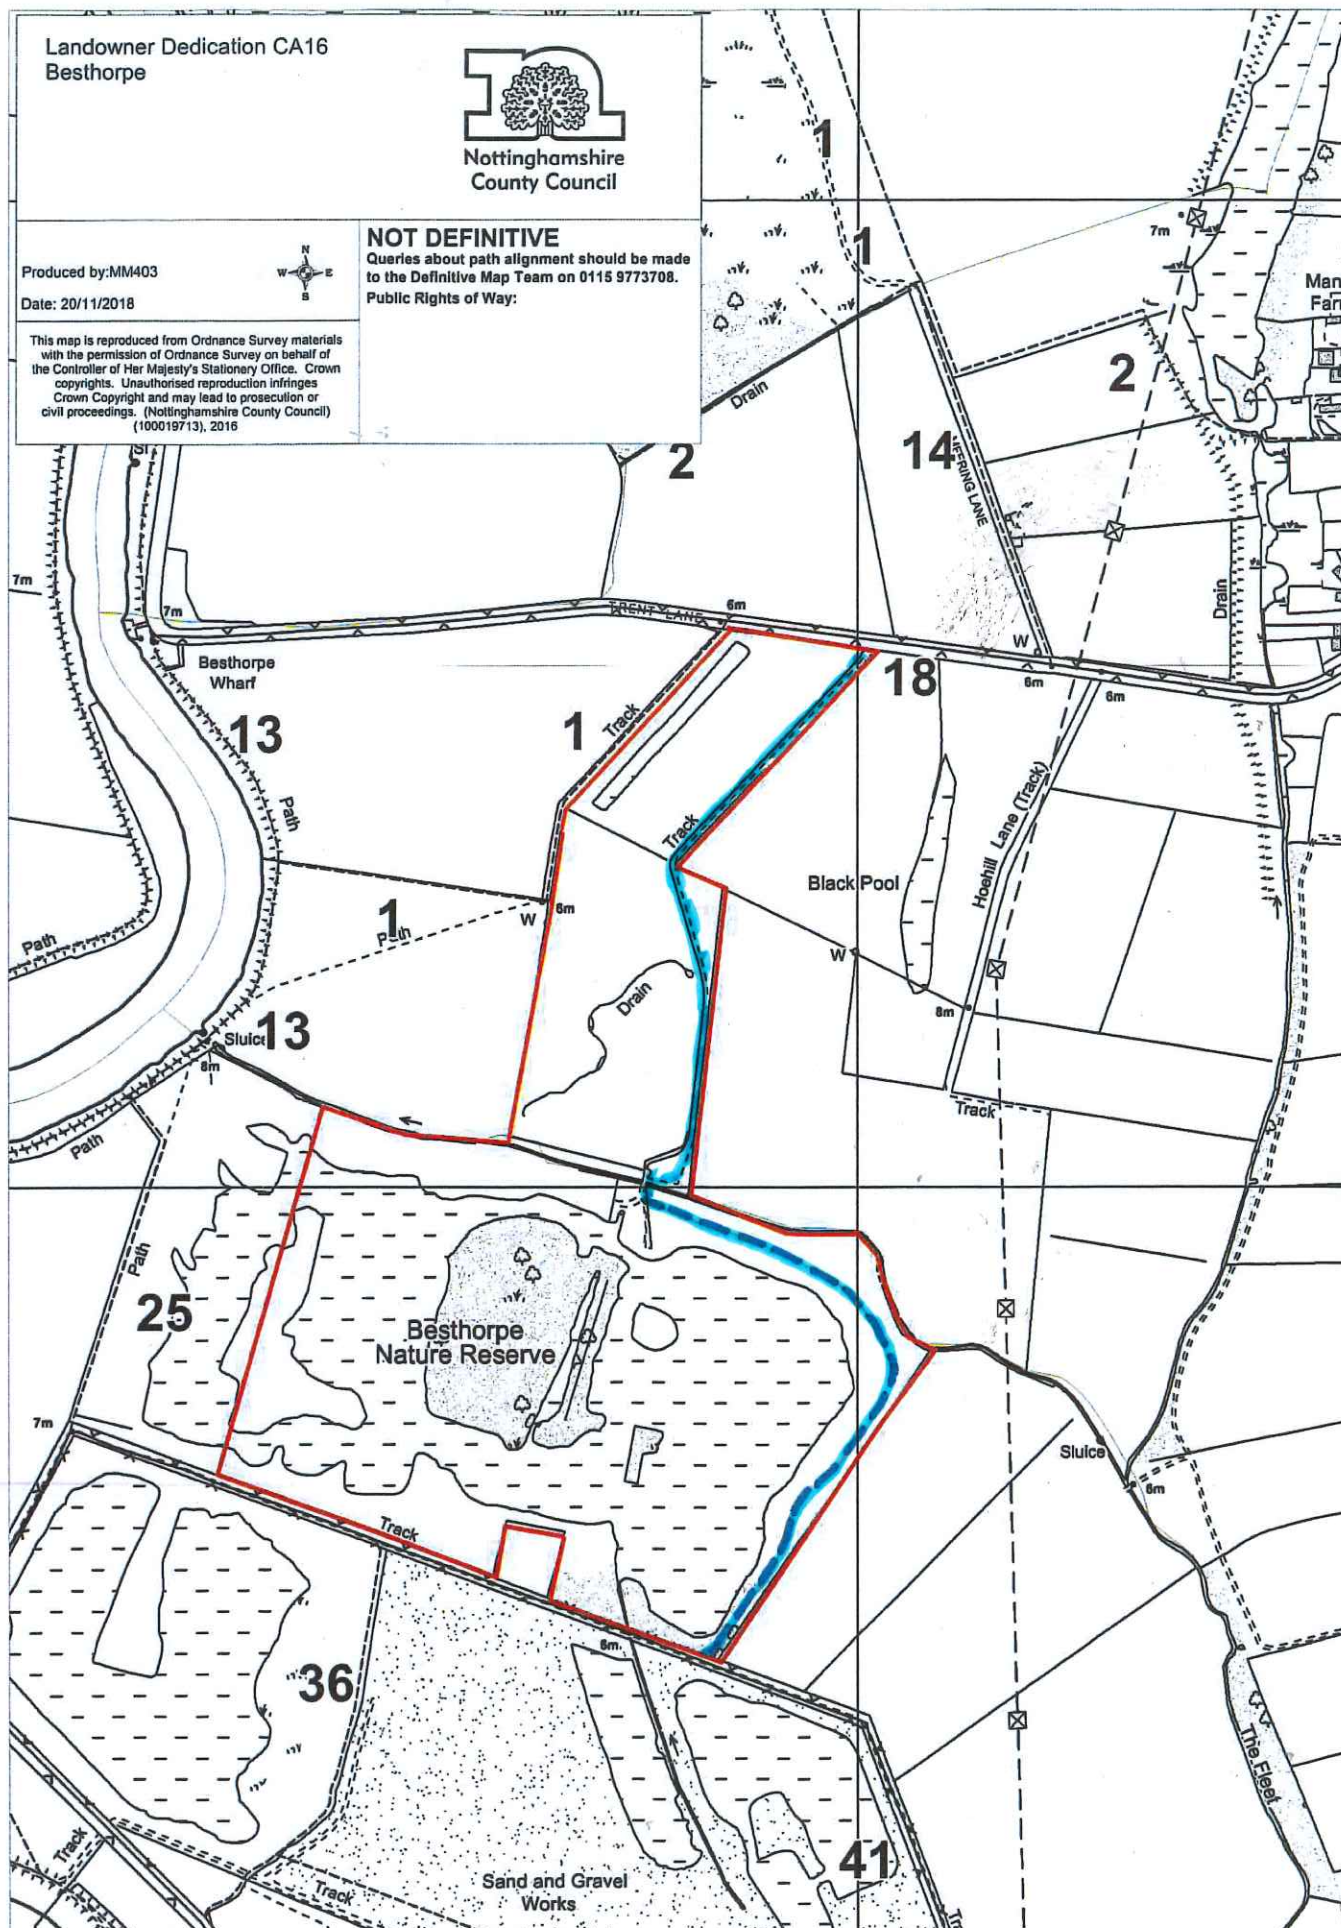 Landowner Dedication CA16
Besthorpe
Nottinghamshire
County Council
Produced by:MM403
Date: 20/11/2018
N
W
E
S
NOT DEFINITIVE
Queries about path alignment should be made
to the Definitive Map Team on 0115 9773708.
Public Rights of Way:
This map is reproduced from Ordnance Survey materials
with the permission of Ordnance Survey on behalf of
the Controller of Her Majesty's Stationery Office. Crown
copyrights. Unauthorised reproduction infringes
Crown Copyright and may lead to prosecution or
civil proceedings. (Nottinghamshire County Council)
(100019713), 2016
1
1
7m
Man
Farm
2
Drain
2
14
Drain
7m
7m
TRENT LANE
6m
W
6m
6m
Besthorpe
Wharf
18
13
1
Track
Path
Track
Hoehill Lane (Track)
Black Pool
1
Path
W
6m
Path
W
Drain
8m
13
Sluice
8m
Track
Path
Path
25
Besthorpe
Nature Reserve
7m
Sluice
6m
Track
6m
36
The Fleet
Track
Track
Sand and Gravel
Works
41